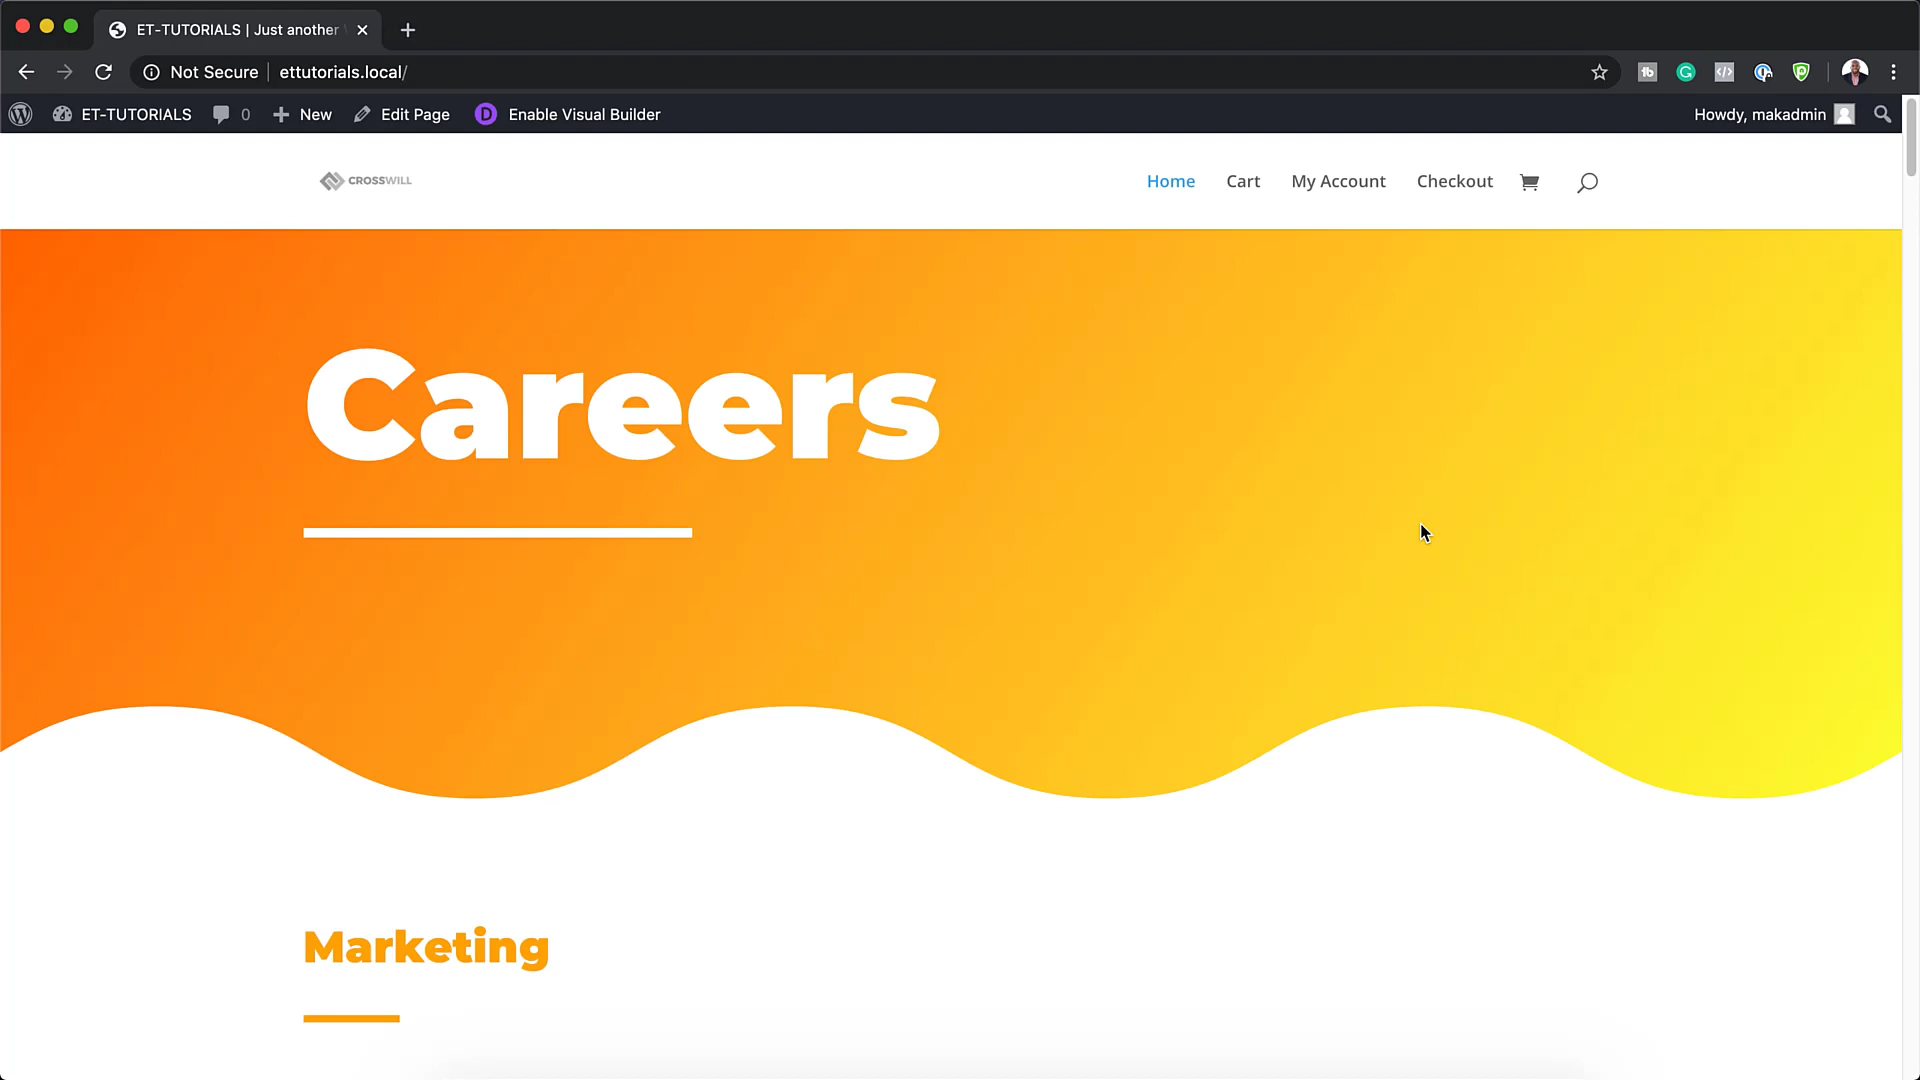 ET-TUTORIALS | Just another
Not Secure ettutorials.local/
ET-TUTORIALS 0 New Edit Page D Enable Visual Builder Howdy, makadmin
CROSSWILL Home Cart My Account Checkout
Careers
Marketing